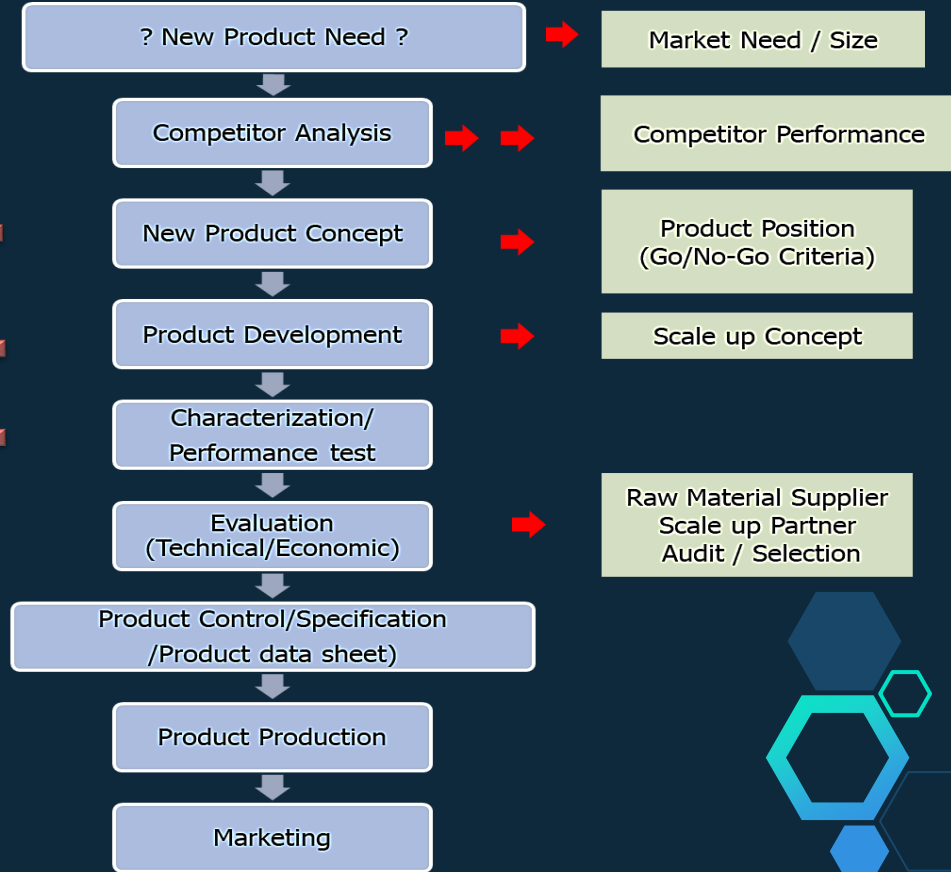 ? New Product Need ?
Market Need / Size
Competitor Analysis
Competitor Performance
New Product Concept
Product Position
(Go/No-Go Criteria)
Product Development
Scale up Concept
Characterization/
Performance test
Evaluation
(Technical/Economic)
Raw Material Supplier
Scale up Partner
Audit / Selection
Product Control/Specification
/Product data sheet)
Product Production
Marketing